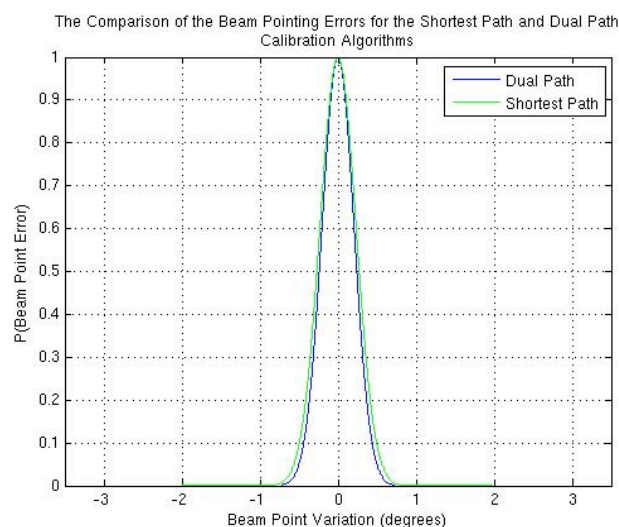 The Comparison of the Beam Pointing Errors for the Shortest Path and Dual Path
Calibration Algorithms
P(Beam Point Error)
1
0.9
0.8
0.7
0.6
0.5
0.4
0.3
0.2
0.1
0
Dual Path
Shortest Path
-3 -2 -1 0 1 2 3
Beam Point Variation (degrees)